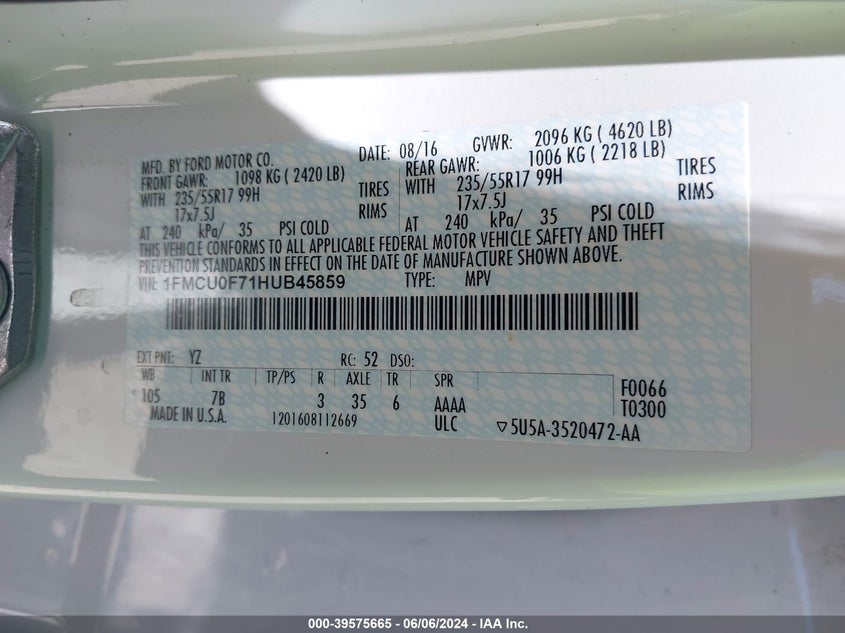 MFD. BY FORD MOTOR CO. DATE: 08/16 GVWR: 2096 KG ( 4620 LB)
FRONT GAWR: 1098 KG ( 2420 LB) REAR GAWR: 1006 KG ( 2218 LB)
WITH 235/55R17 99H TIRES WITH 235/55R17 99H TIRES
17x7.5J RIMS 17x7.5J RIMS
AT 240 kPa/ 35 PSI COLD AT 240 kPa/ 35 PSI COLD
THIS VEHICLE CONFORMS TO ALL APPLICABLE FEDERAL MOTOR VEHICLE SAFETY AND THEFT
PREVENTION STANDARDS IN EFFECT ON THE DATE OF MANUFACTURE SHOWN ABOVE.
VIN: 1FMCU0F71HUB45859 TYPE: MPV
EXT PNT: YZ RC: 52 DSO:
WB INT TR TP/PS R AXLE TR SPR F0066
105 7B 3 35 6 AAAA T0300
MADE IN U.S.A. 1201608112669 ULC ▽5U5A-3520472-AA
000-39575665 - 06/06/2024 - IAA Inc.